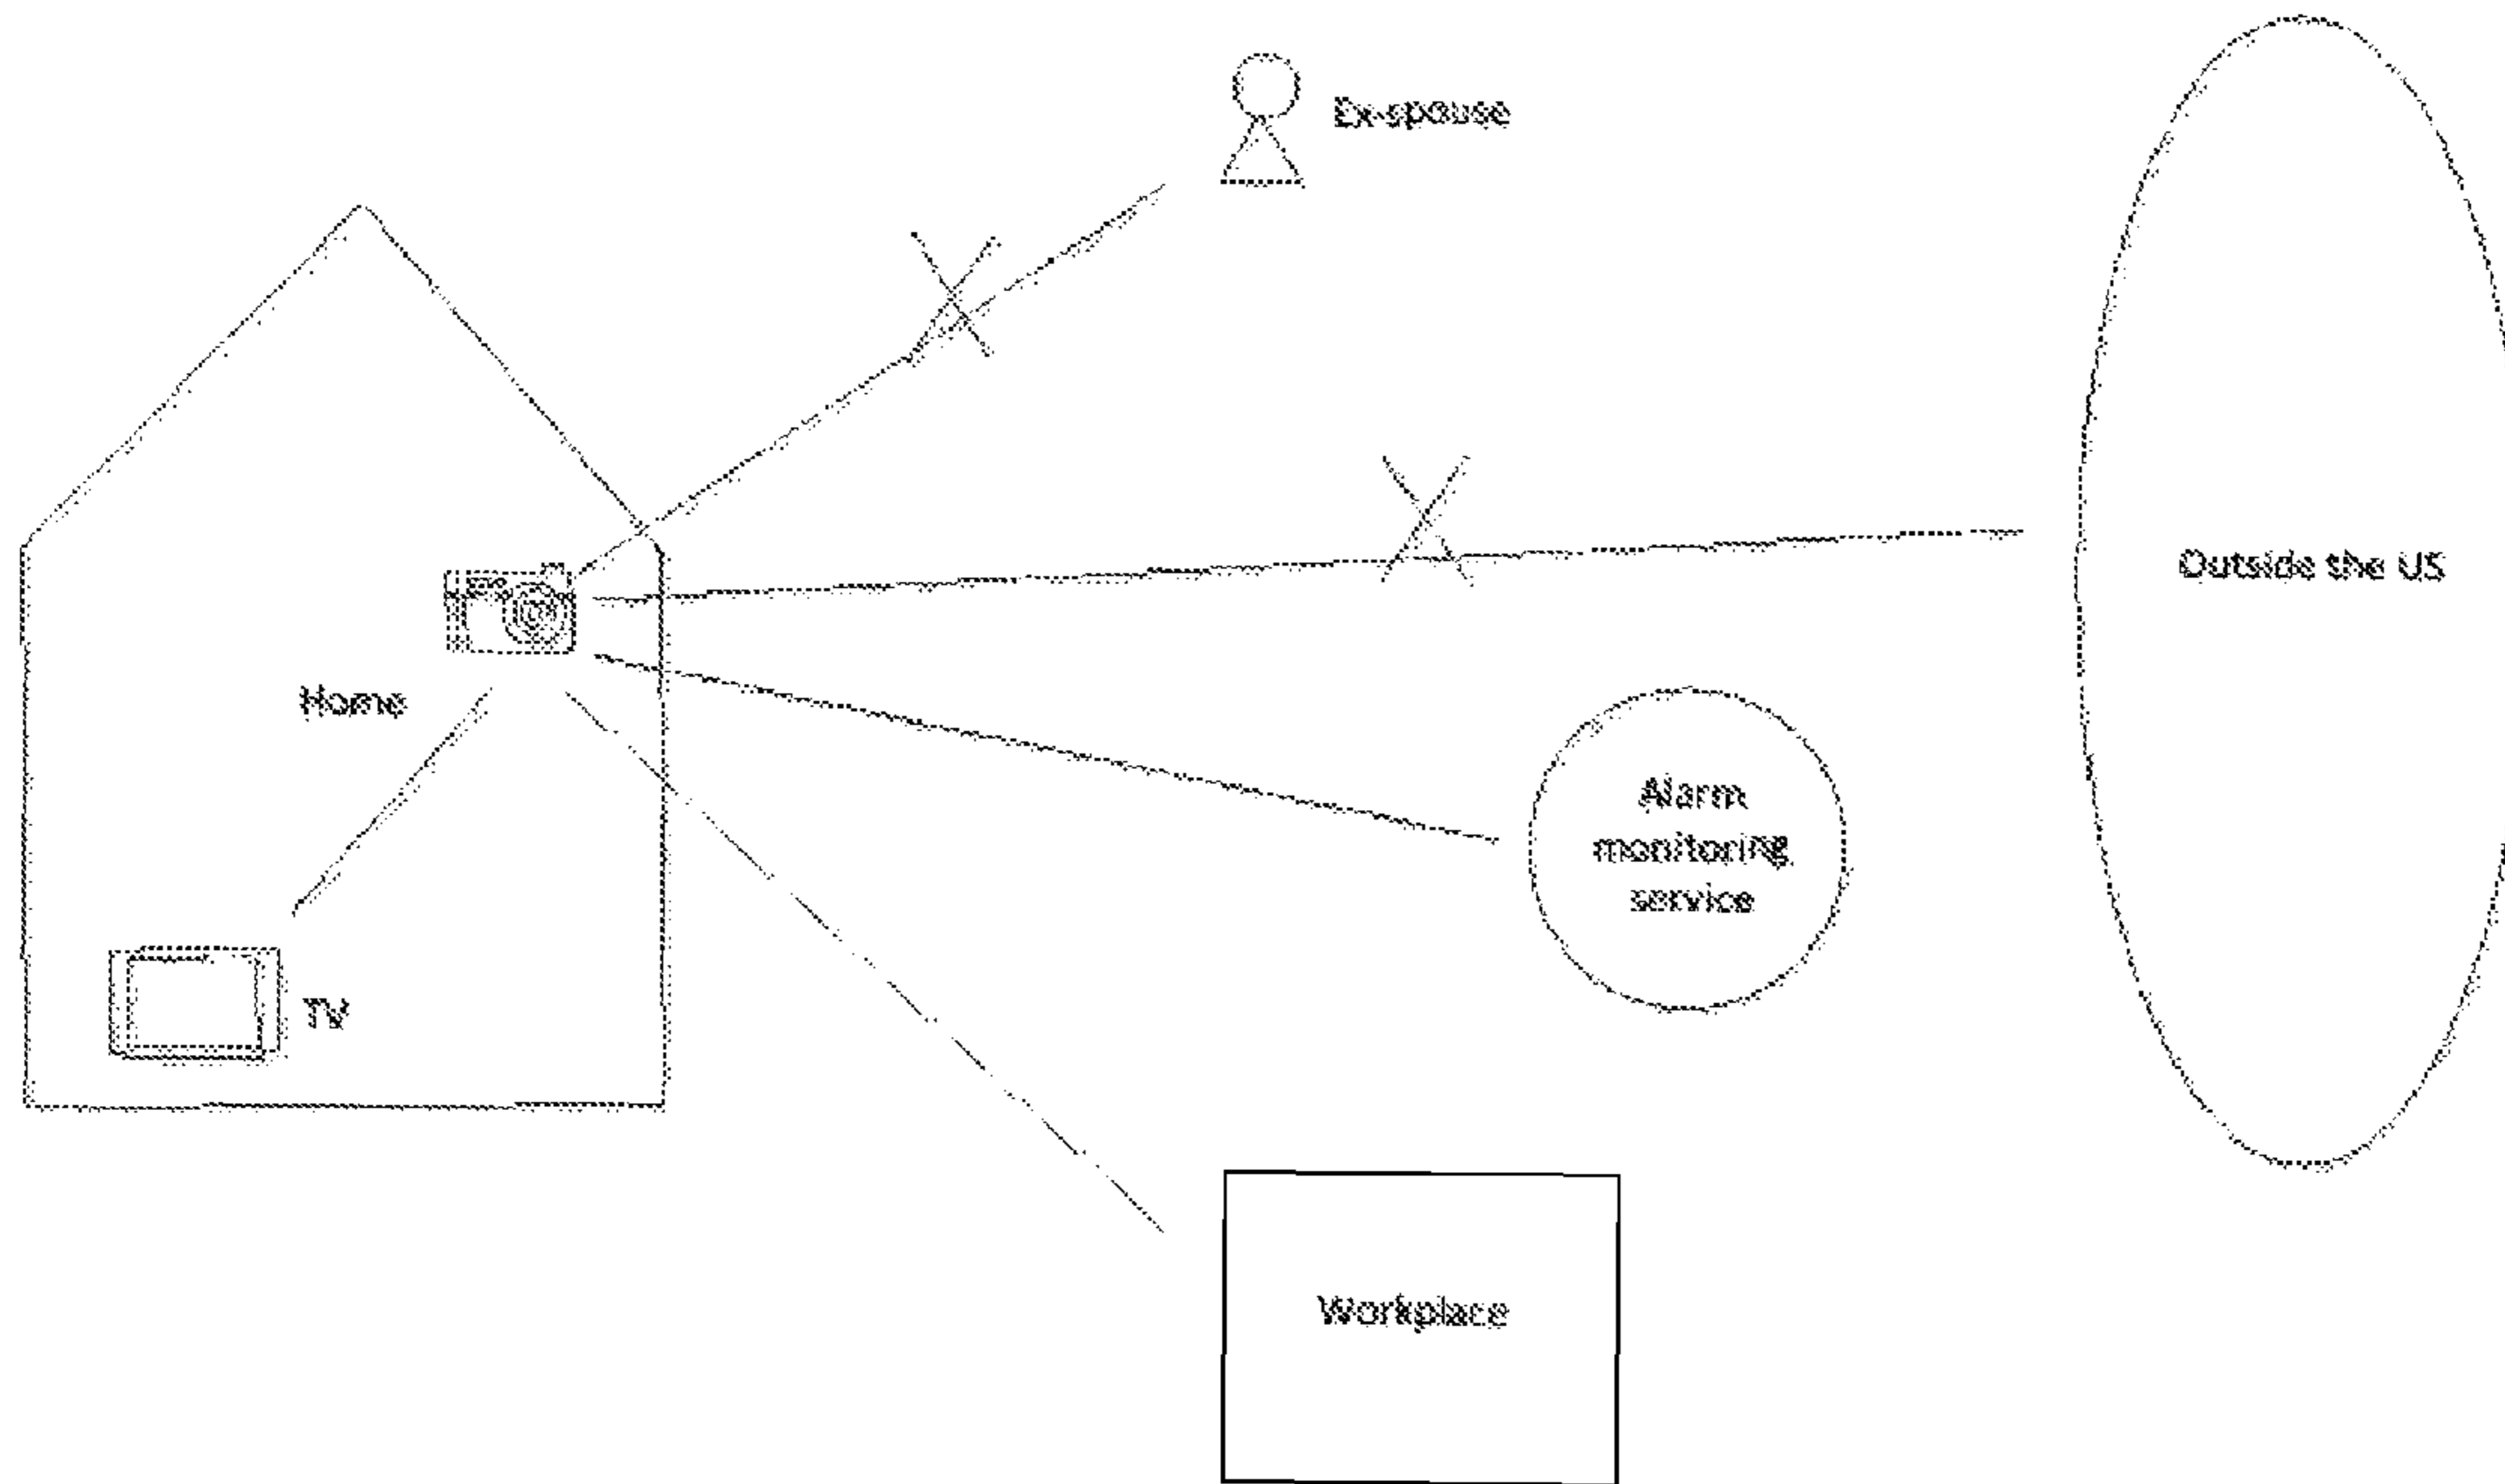 Ex-spouse
Outside the US
Home
Alarm
monitoring
service
TV
Workplace